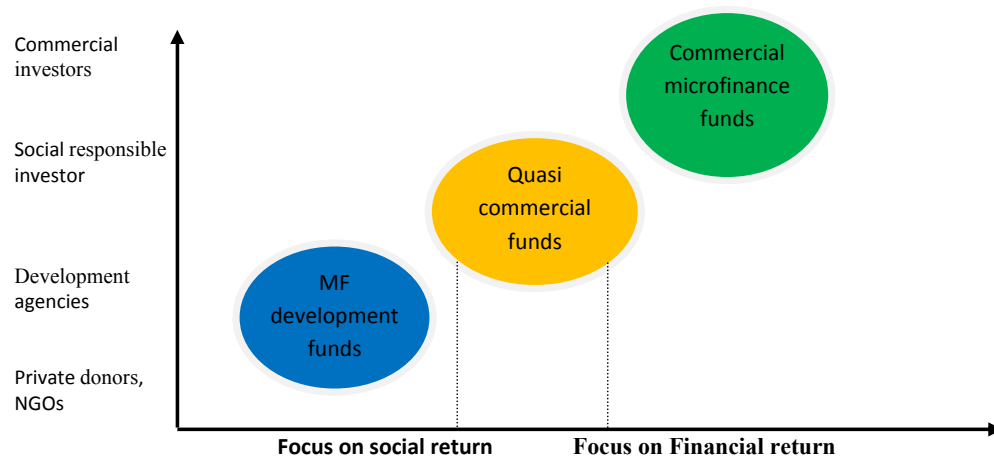 Commercial
investors
Social responsible
investor
Development
agencies
Private donors,
NGOs
Commercial
microfinance
funds
Quasi
commercial
funds
MF
development
funds
Focus on social return
Focus on Financial return